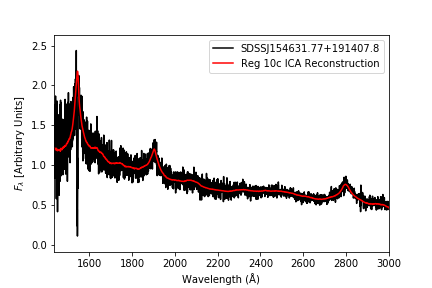 SDSSJ154631.77+191407.8
Reg 10c ICA Reconstruction
2.5
2.0
1.5
1.0
0.5
0.0
Fλ [Arbitrary Units]
1600 1800 2000 2200 2400 2600 2800 3000
Wavelength (Å)